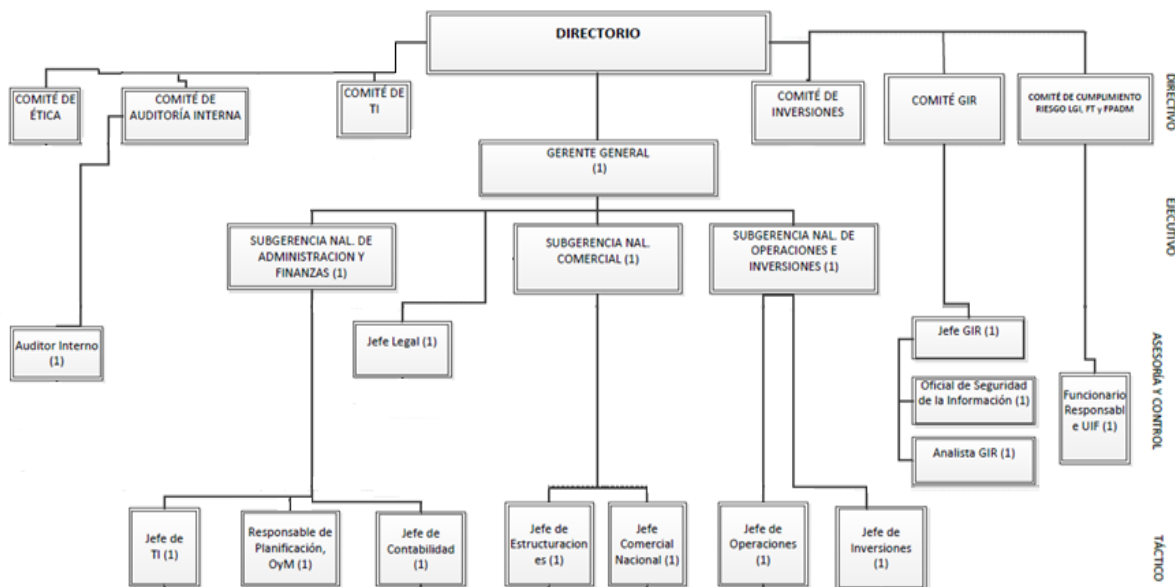 DIRECTORIO
COMITÉ DE
ÉTICA
COMITÉ DE
AUDITORÍA INTERNA
COMITÉ DE
TI
COMITÉ DE
INVERSIONES
COMITÉ GIR
COMITÉ DE CUMPLIMIENTO
RIESGO LGI, FT y FPADM
DIRECTIVO
GERENTE GENERAL
(1)
EJECUTIVO
SUBGERENCIA NAL. DE
ADMINISTRACION Y
FINANZAS (1)
SUBGERENCIA NAL.
COMERCIAL (1)
SUBGERENCIA NAL. DE
OPERACIONES E
INVERSIONES (1)
Auditor Interno
(1)
Jefe Legal (1)
Jefe GIR (1)
Oficial de Seguridad
de la Información (1)
Analista GIR (1)
Funcionario
Responsabl
e UIF (1)
ASESORÍA Y CONTROL
Jefe de
TI (1)
Responsable de
Planificación,
OyM (1)
Jefe de
Contabilidad
(1)
Jefe de
Estructuracion
es (1)
Jefe
Comercial
Nacional (1)
Jefe de
Operaciones
(1)
Jefe de
Inversiones
(1)
TÁCTICO